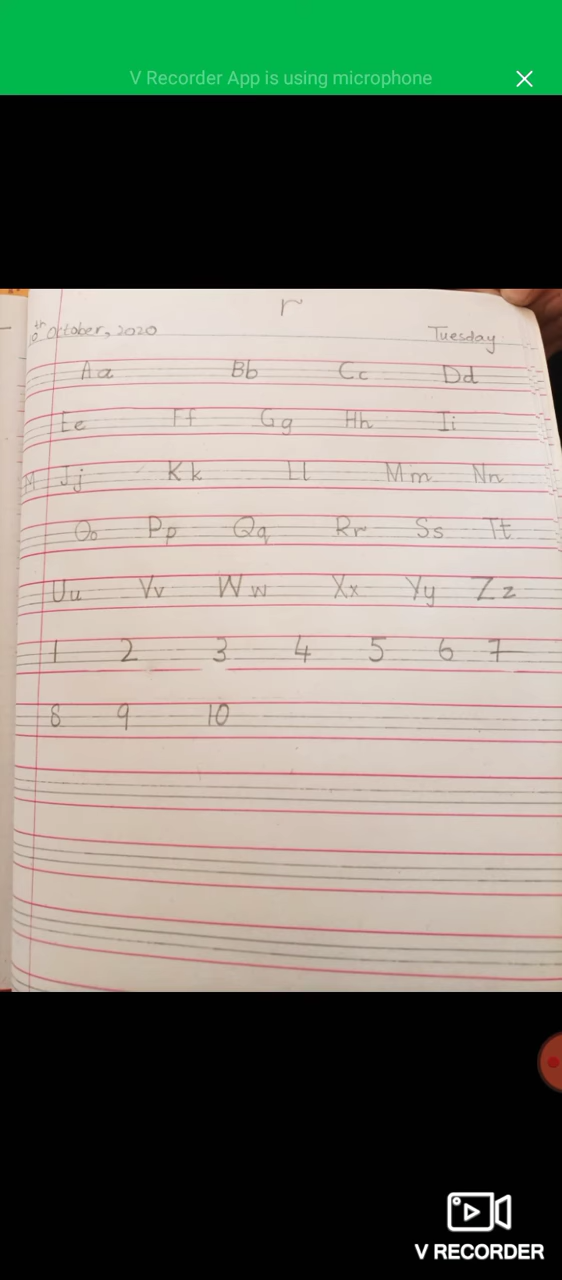 V Recorder App is using microphone
r
October, 2020 Tuesday
Aa Bb Cc Dd
Ee Ff Gg Hh Ii
Jj Kk Ll Mm Nn
Oo Pp Qq Rr Ss Tt
Uu Vv Ww Xx Yy Zz
1 2 3 4 5 6 7
8 9 10
V RECORDER